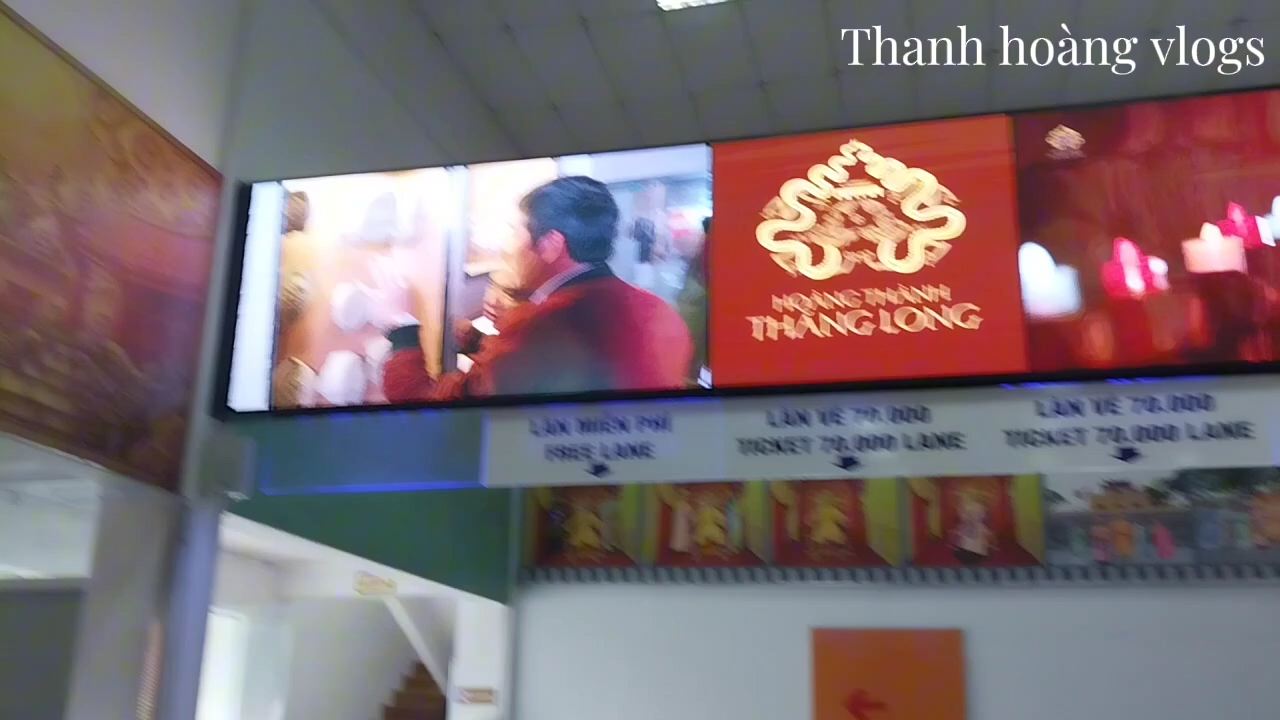 Thanh hoàng vlogs
HOÀNG THÀNH
THĂNG LONG
LÀN MIỄN PHÍ
FREE LANE
LÀN VÉ 70.000
TICKET 70.000 LANE
LÀN VÉ 70.000
TICKET 70.000 LANE